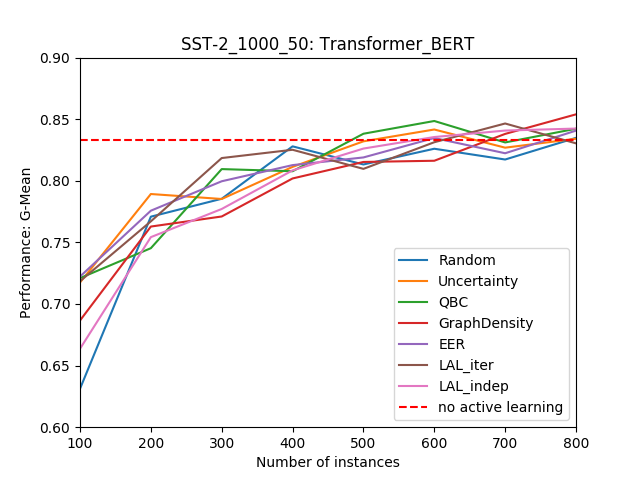 SST-2_1000_50: Transformer_BERT
Performance: G-Mean
0.90
0.85
0.80
0.75
0.70
0.65
0.60
100 200 300 400 500 600 700 800
Number of instances
Random
Uncertainty
QBC
GraphDensity
EER
LAL_iter
LAL_indep
no active learning